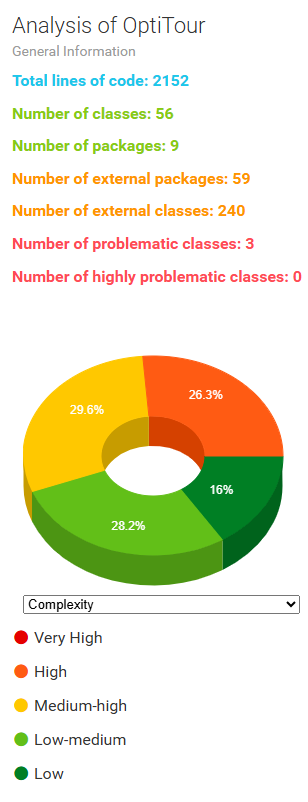 Analysis of OptiTour
General Information
Total lines of code: 2152
Number of classes: 56
Number of packages: 9
Number of external packages: 59
Number of external classes: 240
Number of problematic classes: 3
Number of highly problematic classes: 0
26.3%
29.6%
16%
28.2%
Complexity
Very High
High
Medium-high
Low-medium
Low